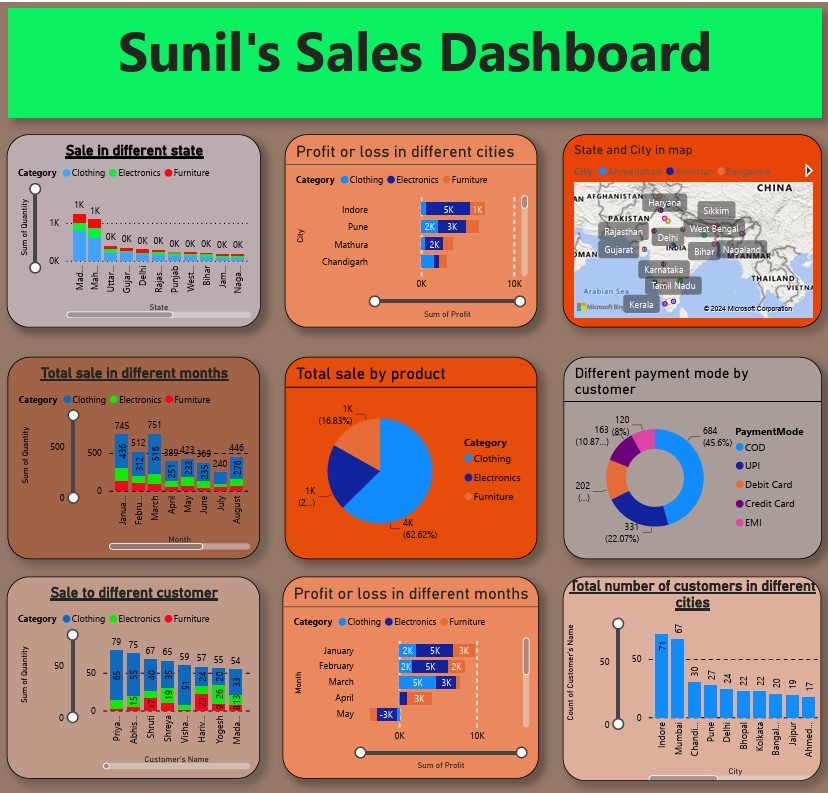 Sunil's Sales Dashboard
Sale in different state
Category Clothing Electronics Furniture
Sum of Quantity
1K
0K
1K 1K 0K 0K 0K 0K 0K 0K 0K 0K 0K
Mad... Mah... Uttar... Gujar... Delhi Rajas... Punjab West... Bihar Jam... Naga...
State
Profit or loss in different cities
Category Clothing Electronics Furniture
City
Indore 5K 1K
Pune 2K 3K
Mathura 2K
Chandigarh
0K 10K
Sum of Profit
State and City in map
City Ahmedabad Amritsar Bangalore
CHINA
AFGHANISTAN
Haryana
Sikkim
PAKISTAN
Rajasthan
Delhi
West Bengal
INDIA
Gujarat
Bihar
Nagaland
MYANMAR
OMAN
Karnataka
THAILAND
Tamil Nadu
Arabian Sea
VIETNA
Kerala
Microsoft Bing
© 2024 Microsoft Corporation
Total sale in different months
Category Clothing Electronics Furniture
Sum of Quantity
500
0
500
0
745 512 751 389 423 369 240 446
436 312 516 251 233 235 276
Janua... Febru... March April May June July August
Month
Total sale by product
1K
(16.83%)
1K
(2...)
4K
(62.62%)
Category
Clothing
Electronics
Furniture
Different payment mode by
customer
120
(8%)
163
(10.87...)
202
(...)
331
(22.07%)
684
(45.6%)
PaymentMode
COD
UPI
Debit Card
Credit Card
EMI
Sale to different customer
Category Clothing Electronics Furniture
Sum of Quantity
50
0
50
0
79 75 67 65 59 57 55 54
65 55 40 35 51 24 20 33
15 17 19 22 26 13
Priya... Abhis... Shruti Shreya Visha... Hariv... Yogesh Mada...
Customer's Name
Profit or loss in different months
Category Clothing Electronics Furniture
Month
January 2K 5K 3K
February 2K 5K 2K
March 5K 3K
April 3K
May -3K
0K 10K
Sum of Profit
Total number of customers in different
cities
Count of Customer's Name
50
0
50
0
71 67 30 27 24 22 22 20 19 17
Indore Mumbai Chandi... Pune Delhi Bhopal Kolkata Bangal... Jaipur Ahmed...
City